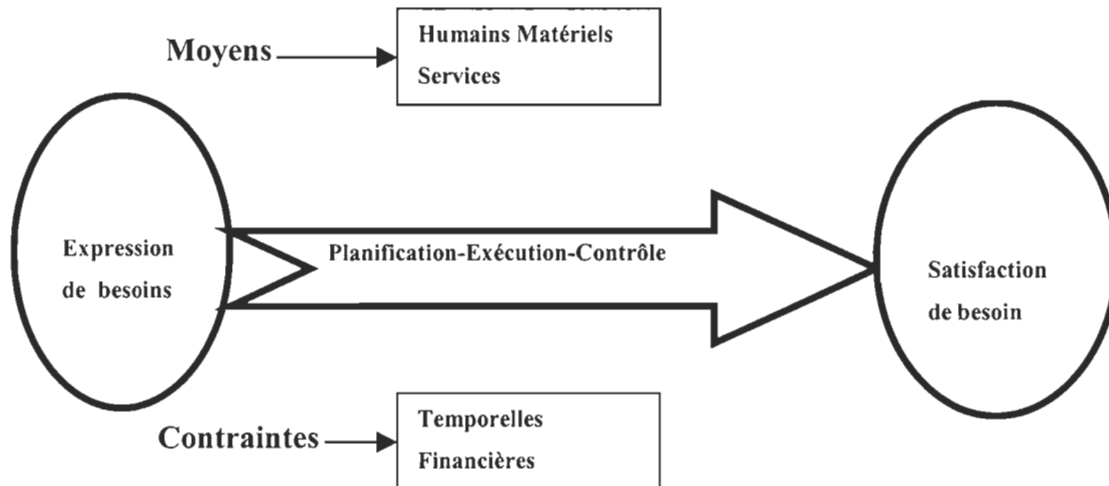 Moyens
Humains Matériels
Services
Expression
de besoins
Planification-Exécution-Contrôle
Satisfaction
de besoin
Contraintes
Temporelles
Financières